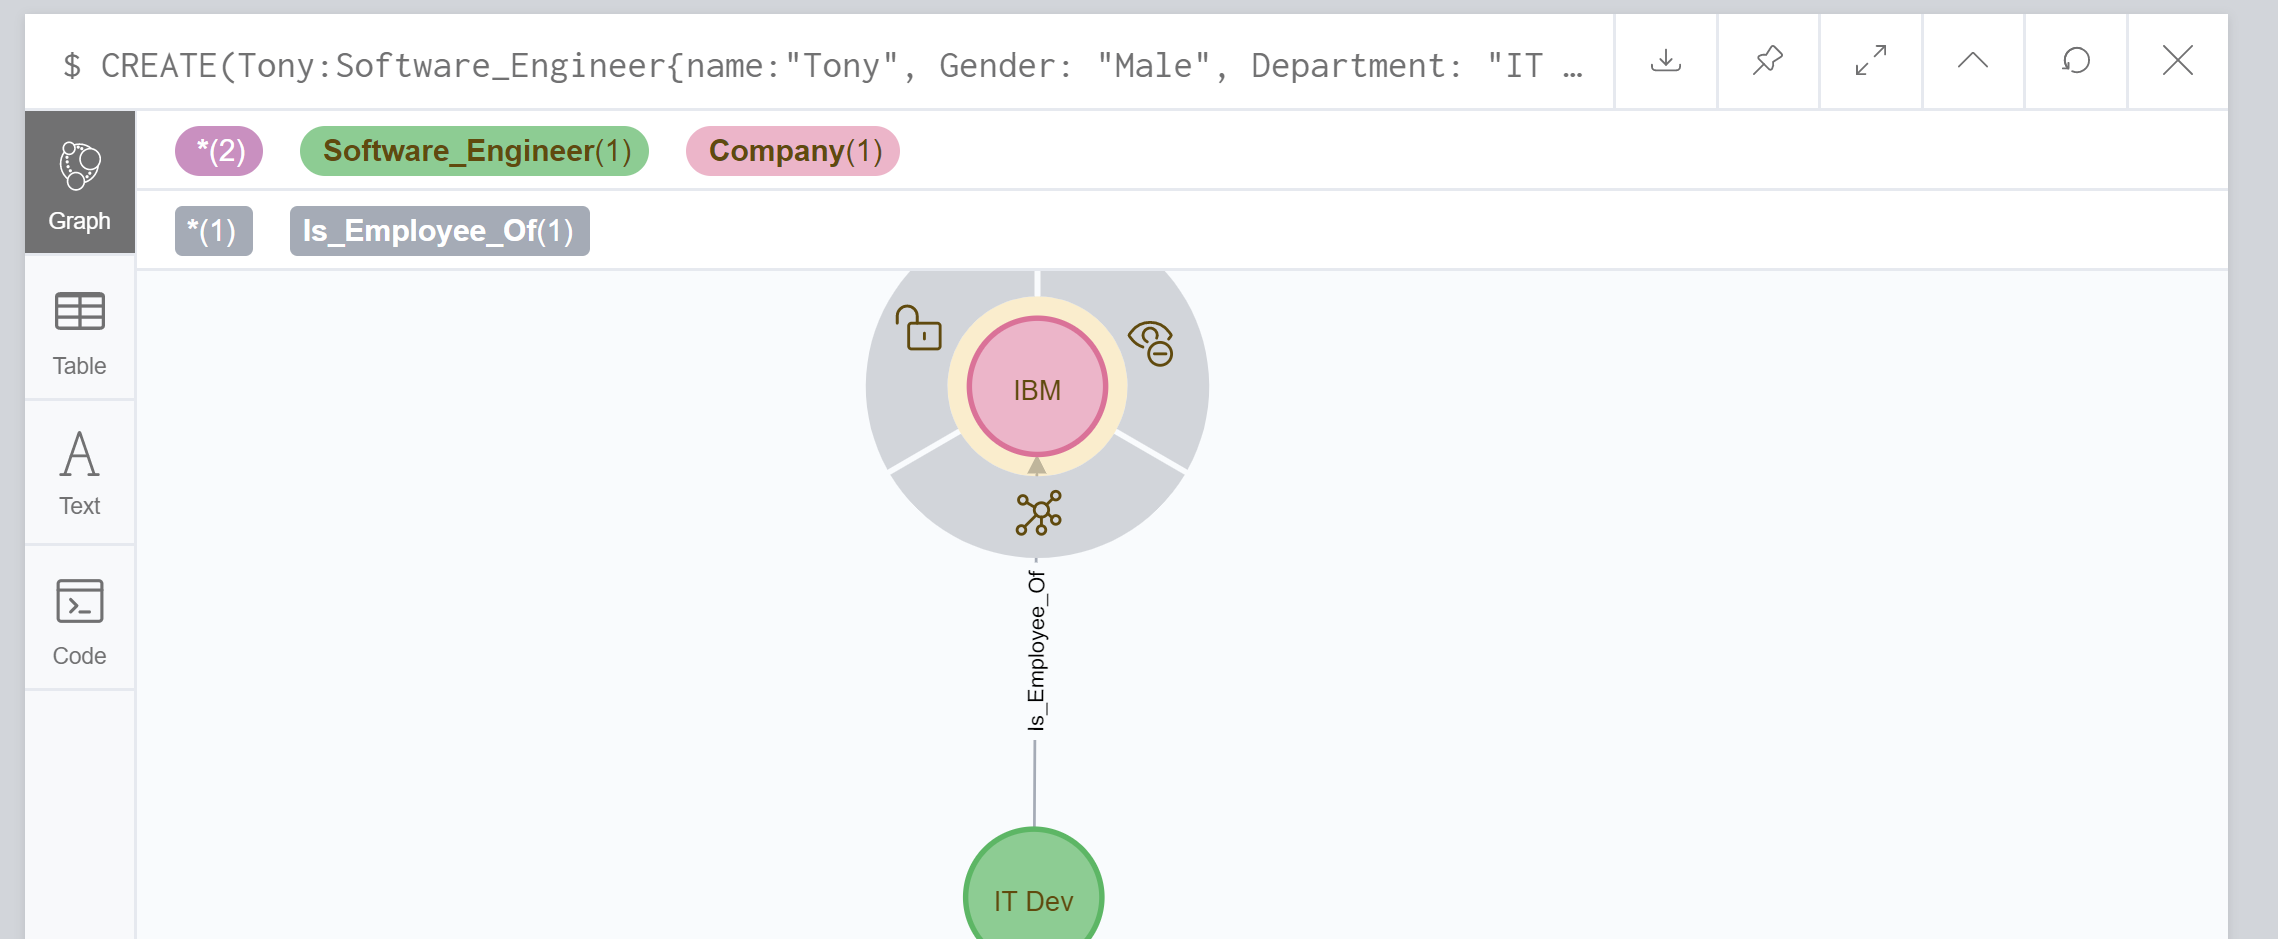 $ CREATE(Tony:Software_Engineer{name:"Tony", Gender: "Male", Department: "IT …
*(2) Software_Engineer(1) Company(1)
*(1) Is_Employee_Of(1)
Graph
Table
Text
Code
IBM
Is_Employee_Of
IT Dev